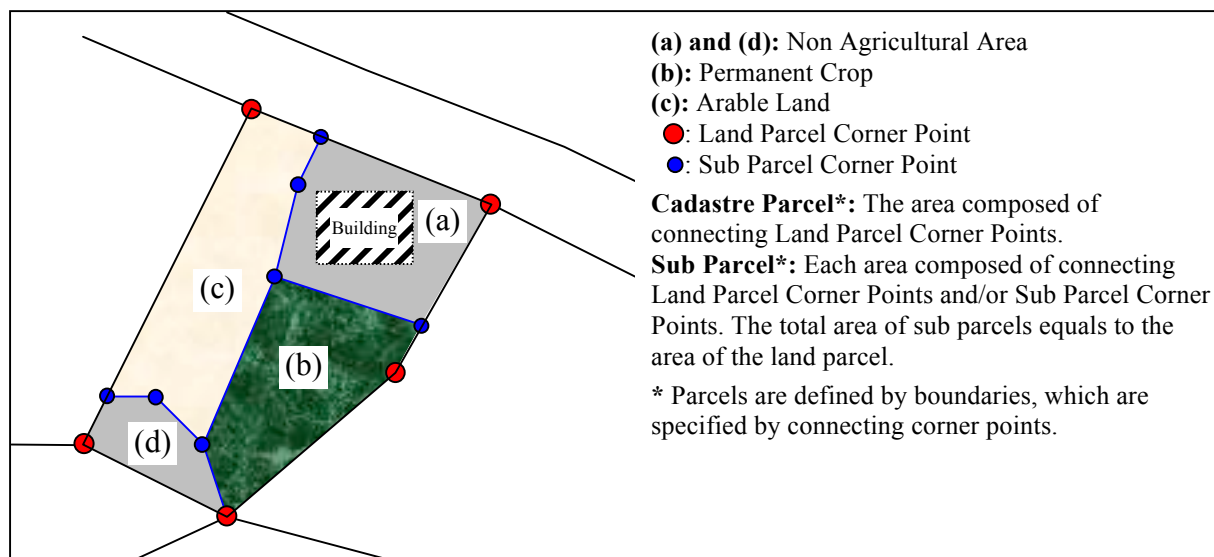 (a) and (d): Non Agricultural Area
(b): Permanent Crop
(c): Arable Land
: Land Parcel Corner Point
: Sub Parcel Corner Point
Cadastre Parcel*: The area composed of
connecting Land Parcel Corner Points.
Sub Parcel*: Each area composed of connecting
Land Parcel Corner Points and/or Sub Parcel Corner
Points. The total area of sub parcels equals to the
area of the land parcel.
* Parcels are defined by boundaries, which are
specified by connecting corner points.
(a)
Building
(c)
(b)
(d)